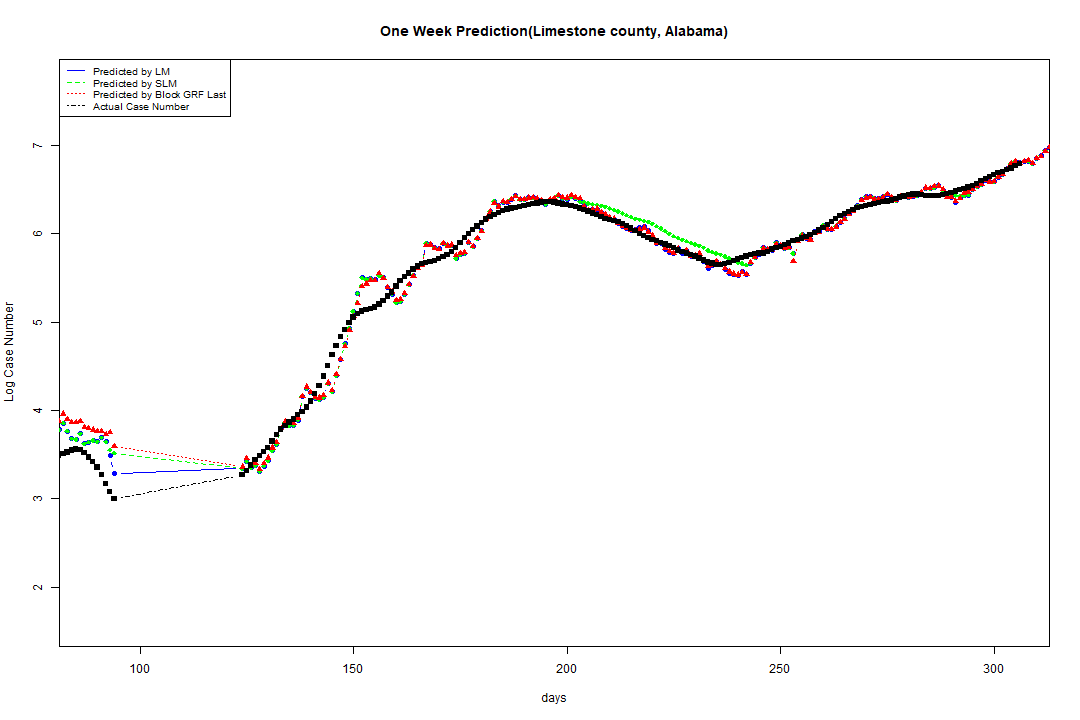 One Week Prediction(Limestone county, Alabama)
Predicted by LM
Predicted by SLM
Predicted by Block GRF Last
Actual Case Number
7
6
5
4
3
2
Log Case Number
100 150 200 250 300
days